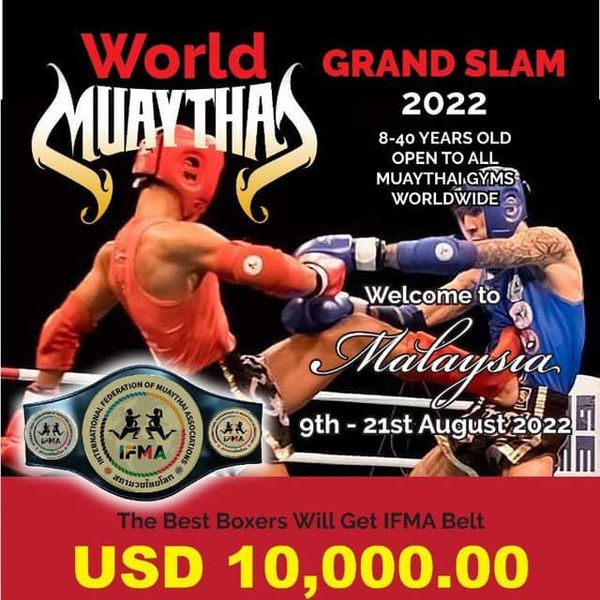 World
MUAYTHAI
GRAND SLAM
2022
8-40 YEARS OLD
OPEN TO ALL
MUAYTHAI GYMS
WORLDWIDE
Welcome to
Malaysia
9th - 21st August 2022
INTERNATIONAL FEDERATION OF MUAYTHAI ASSOCIATIONS
IFMA
IFMA
IFMA
The Best Boxers Will Get IFMA Belt
USD 10,000.00